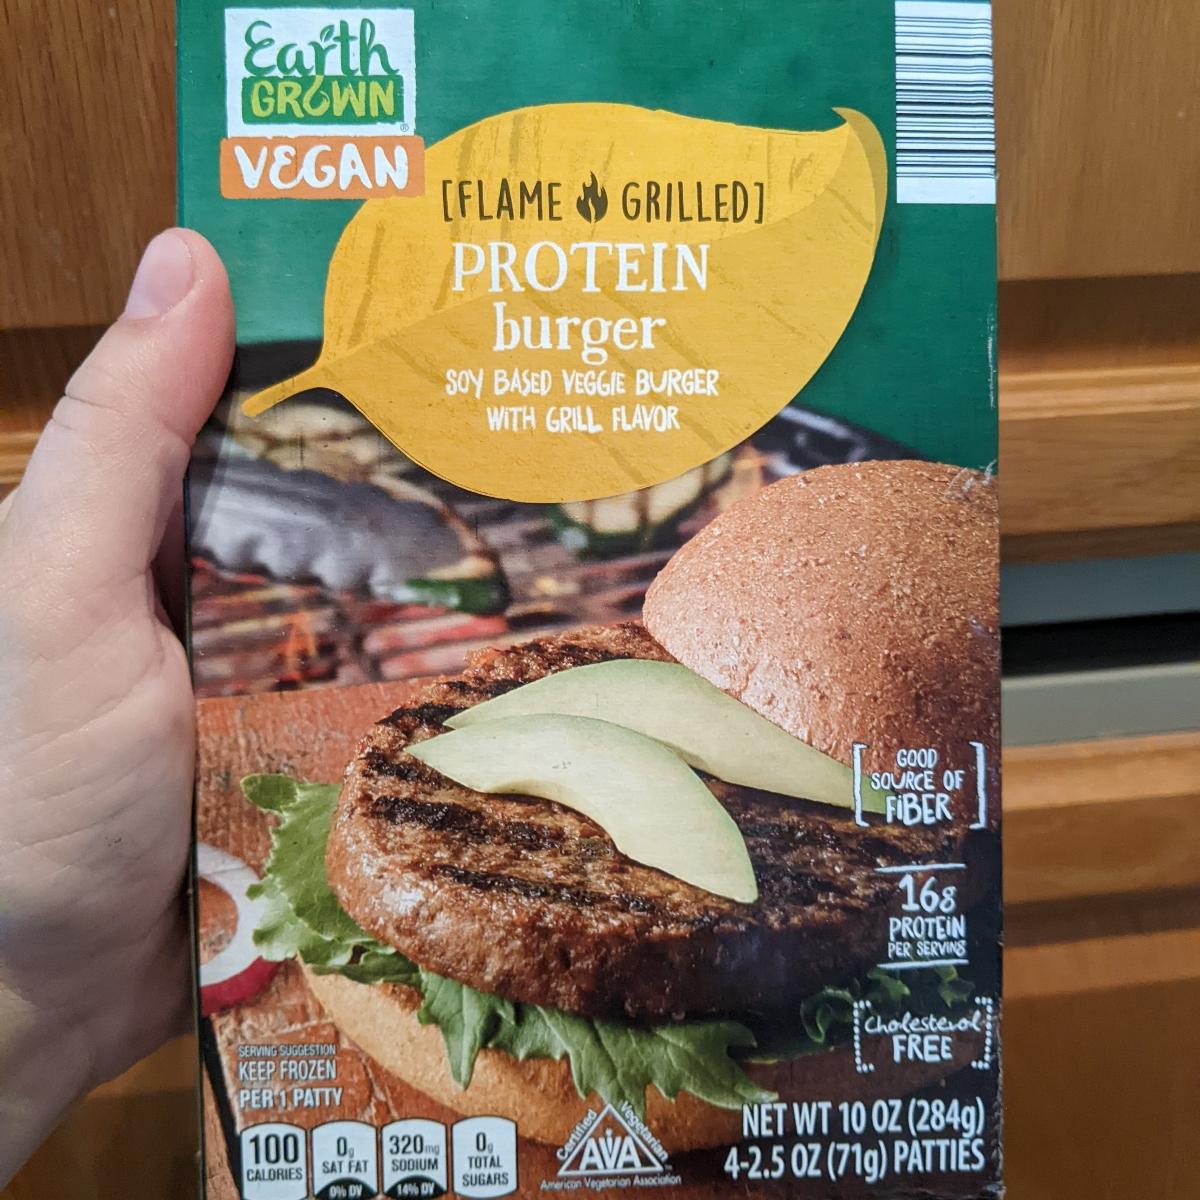 Earth
GROWN®
VEGAN
[FLAME GRILLED]
PROTEIN
burger
SOY BASED VEGGIE BURGER
WITH GRILL FLAVOR
[GOOD
SOURCE OF
FIBER]
16g
PROTEIN
PER SERVING
Cholesterol
FREE
SERVING SUGGESTION
KEEP FROZEN
PER 1 PATTY
100
CALORIES
0g
SAT FAT
0% DV
320mg
SODIUM
14% DV
0g
TOTAL
SUGARS
Certified Vegetarian
AVA
American Vegetarian Association
NET WT 10 OZ (284g)
4-2.5 OZ (71g) PATTIES